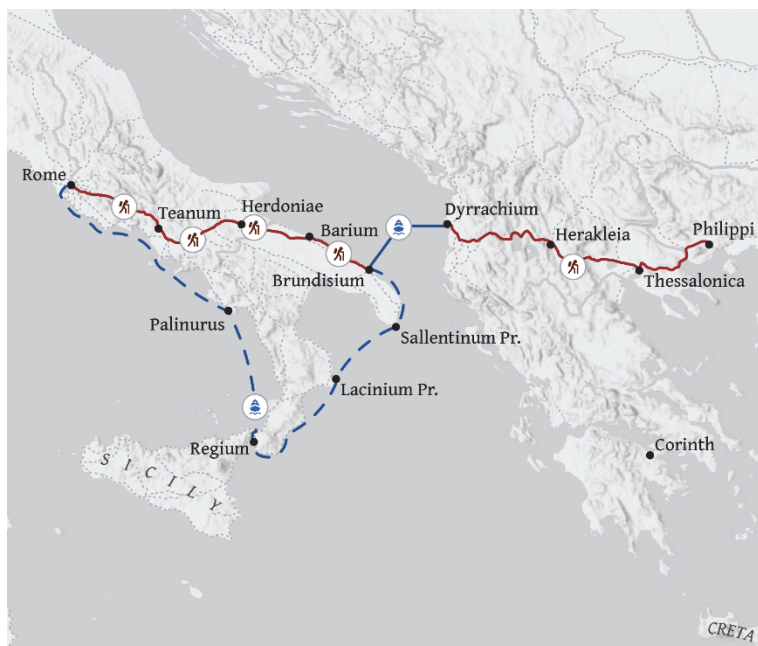 Rome
Teanum
Herdoniae
Barium
Brundisium
Dyrrachium
Herakleia
Philippi
Thessalonica
Palinurus
Sallentinum Pr.
Lacinium Pr.
Regium
Corinth
SICILY
CRETA